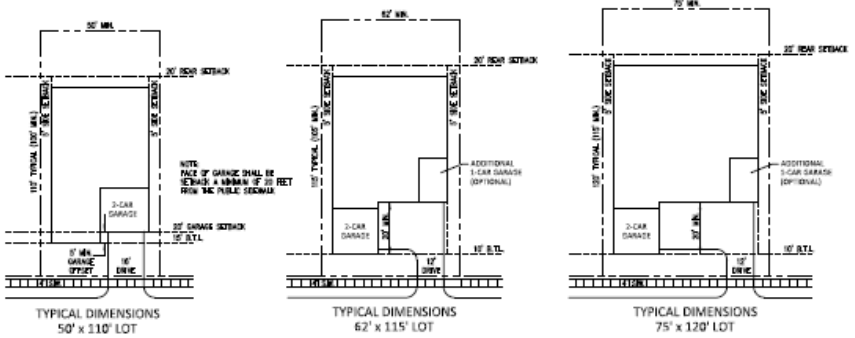 50' MIN.
20' REAR SETBACK
5' SIDE SETBACK
5' SIDE SETBACK
110' TYPICAL (100' MIN.)
NOTE:
FACE OF GARAGE SHALL BE
SETBACK A MINIMUM OF 20 FEET
FROM THE PUBLIC SIDEWALK
2-CAR
GARAGE
20' GARAGE SETBACK
15' B.T.L.
5' MIN.
GARAGE
OFFSET
16'
DRIVE
TYPICAL DIMENSIONS
50' x 110' LOT
62' MIN.
20' REAR SETBACK
5' SIDE SETBACK
5' SIDE SETBACK
115' TYPICAL (105' MIN.)
ADDITIONAL
1-CAR GARAGE
(OPTIONAL)
2-CAR
GARAGE
20' MIN.
10' B.T.L.
12'
DRIVE
TYPICAL DIMENSIONS
62' x 115' LOT
75' MIN.
20' REAR SETBACK
5' SIDE SETBACK
5' SIDE SETBACK
120' TYPICAL (115' MIN.)
ADDITIONAL
1-CAR GARAGE
(OPTIONAL)
2-CAR
GARAGE
20' MIN.
10' B.T.L.
12'
DRIVE
TYPICAL DIMENSIONS
75' x 120' LOT